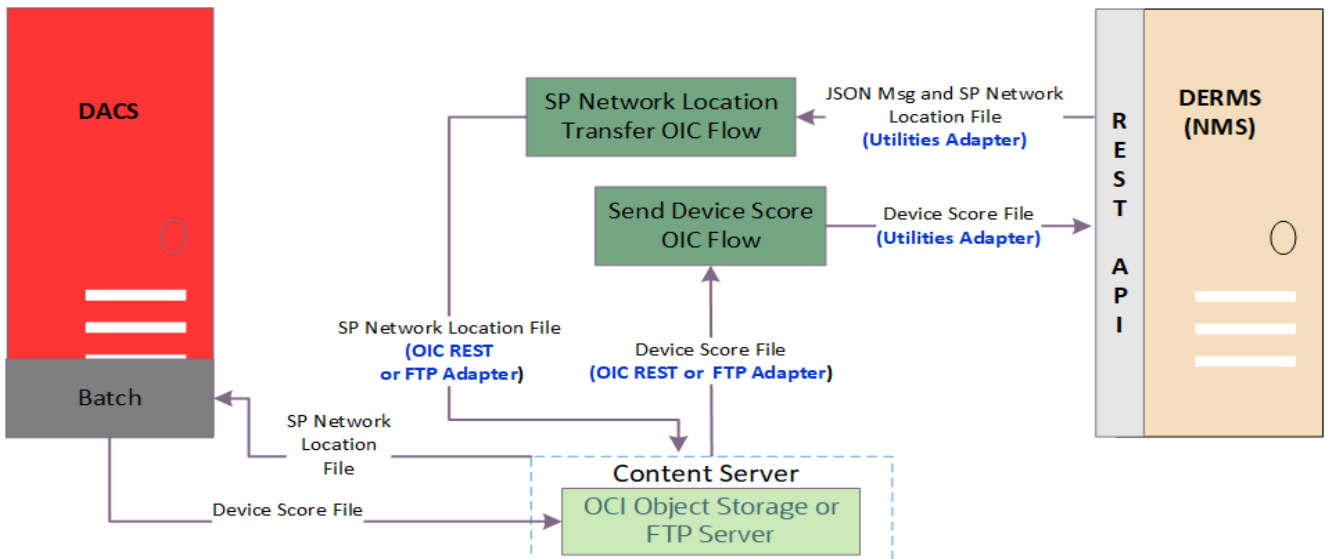 DACS
Batch
SP Network Location
Transfer OIC Flow
JSON Msg and SP Network
Location File
(Utilities Adapter)
REST API
DERMS
(NMS)
Send Device Score
OIC Flow
Device Score File
(Utilities Adapter)
SP Network Location File
(OIC REST
or FTP Adapter)
Device Score File
(OIC REST or FTP Adapter)
SP Network
Location
File
Device Score File
Content Server
OCI Object Storage or
FTP Server